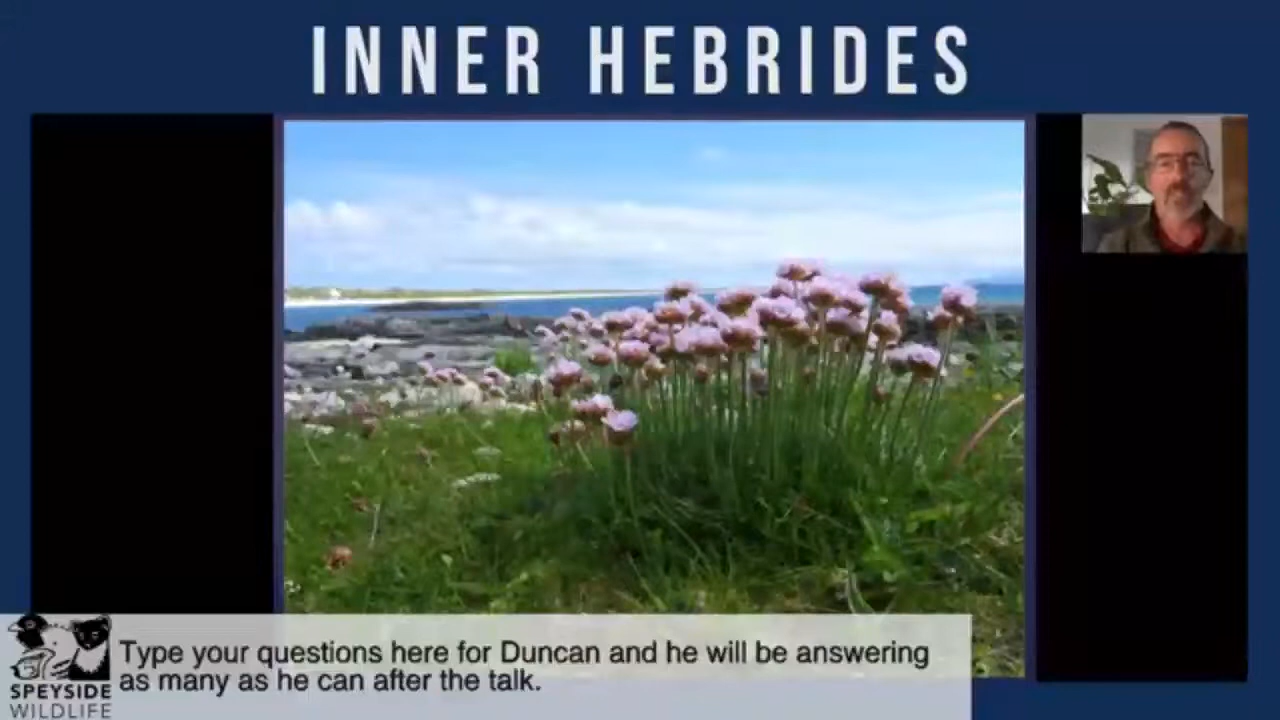 INNER HEBRIDES
Type your questions here for Duncan and he will be answering
as many as he can after the talk.
SPEYSIDE
WILDLIFE